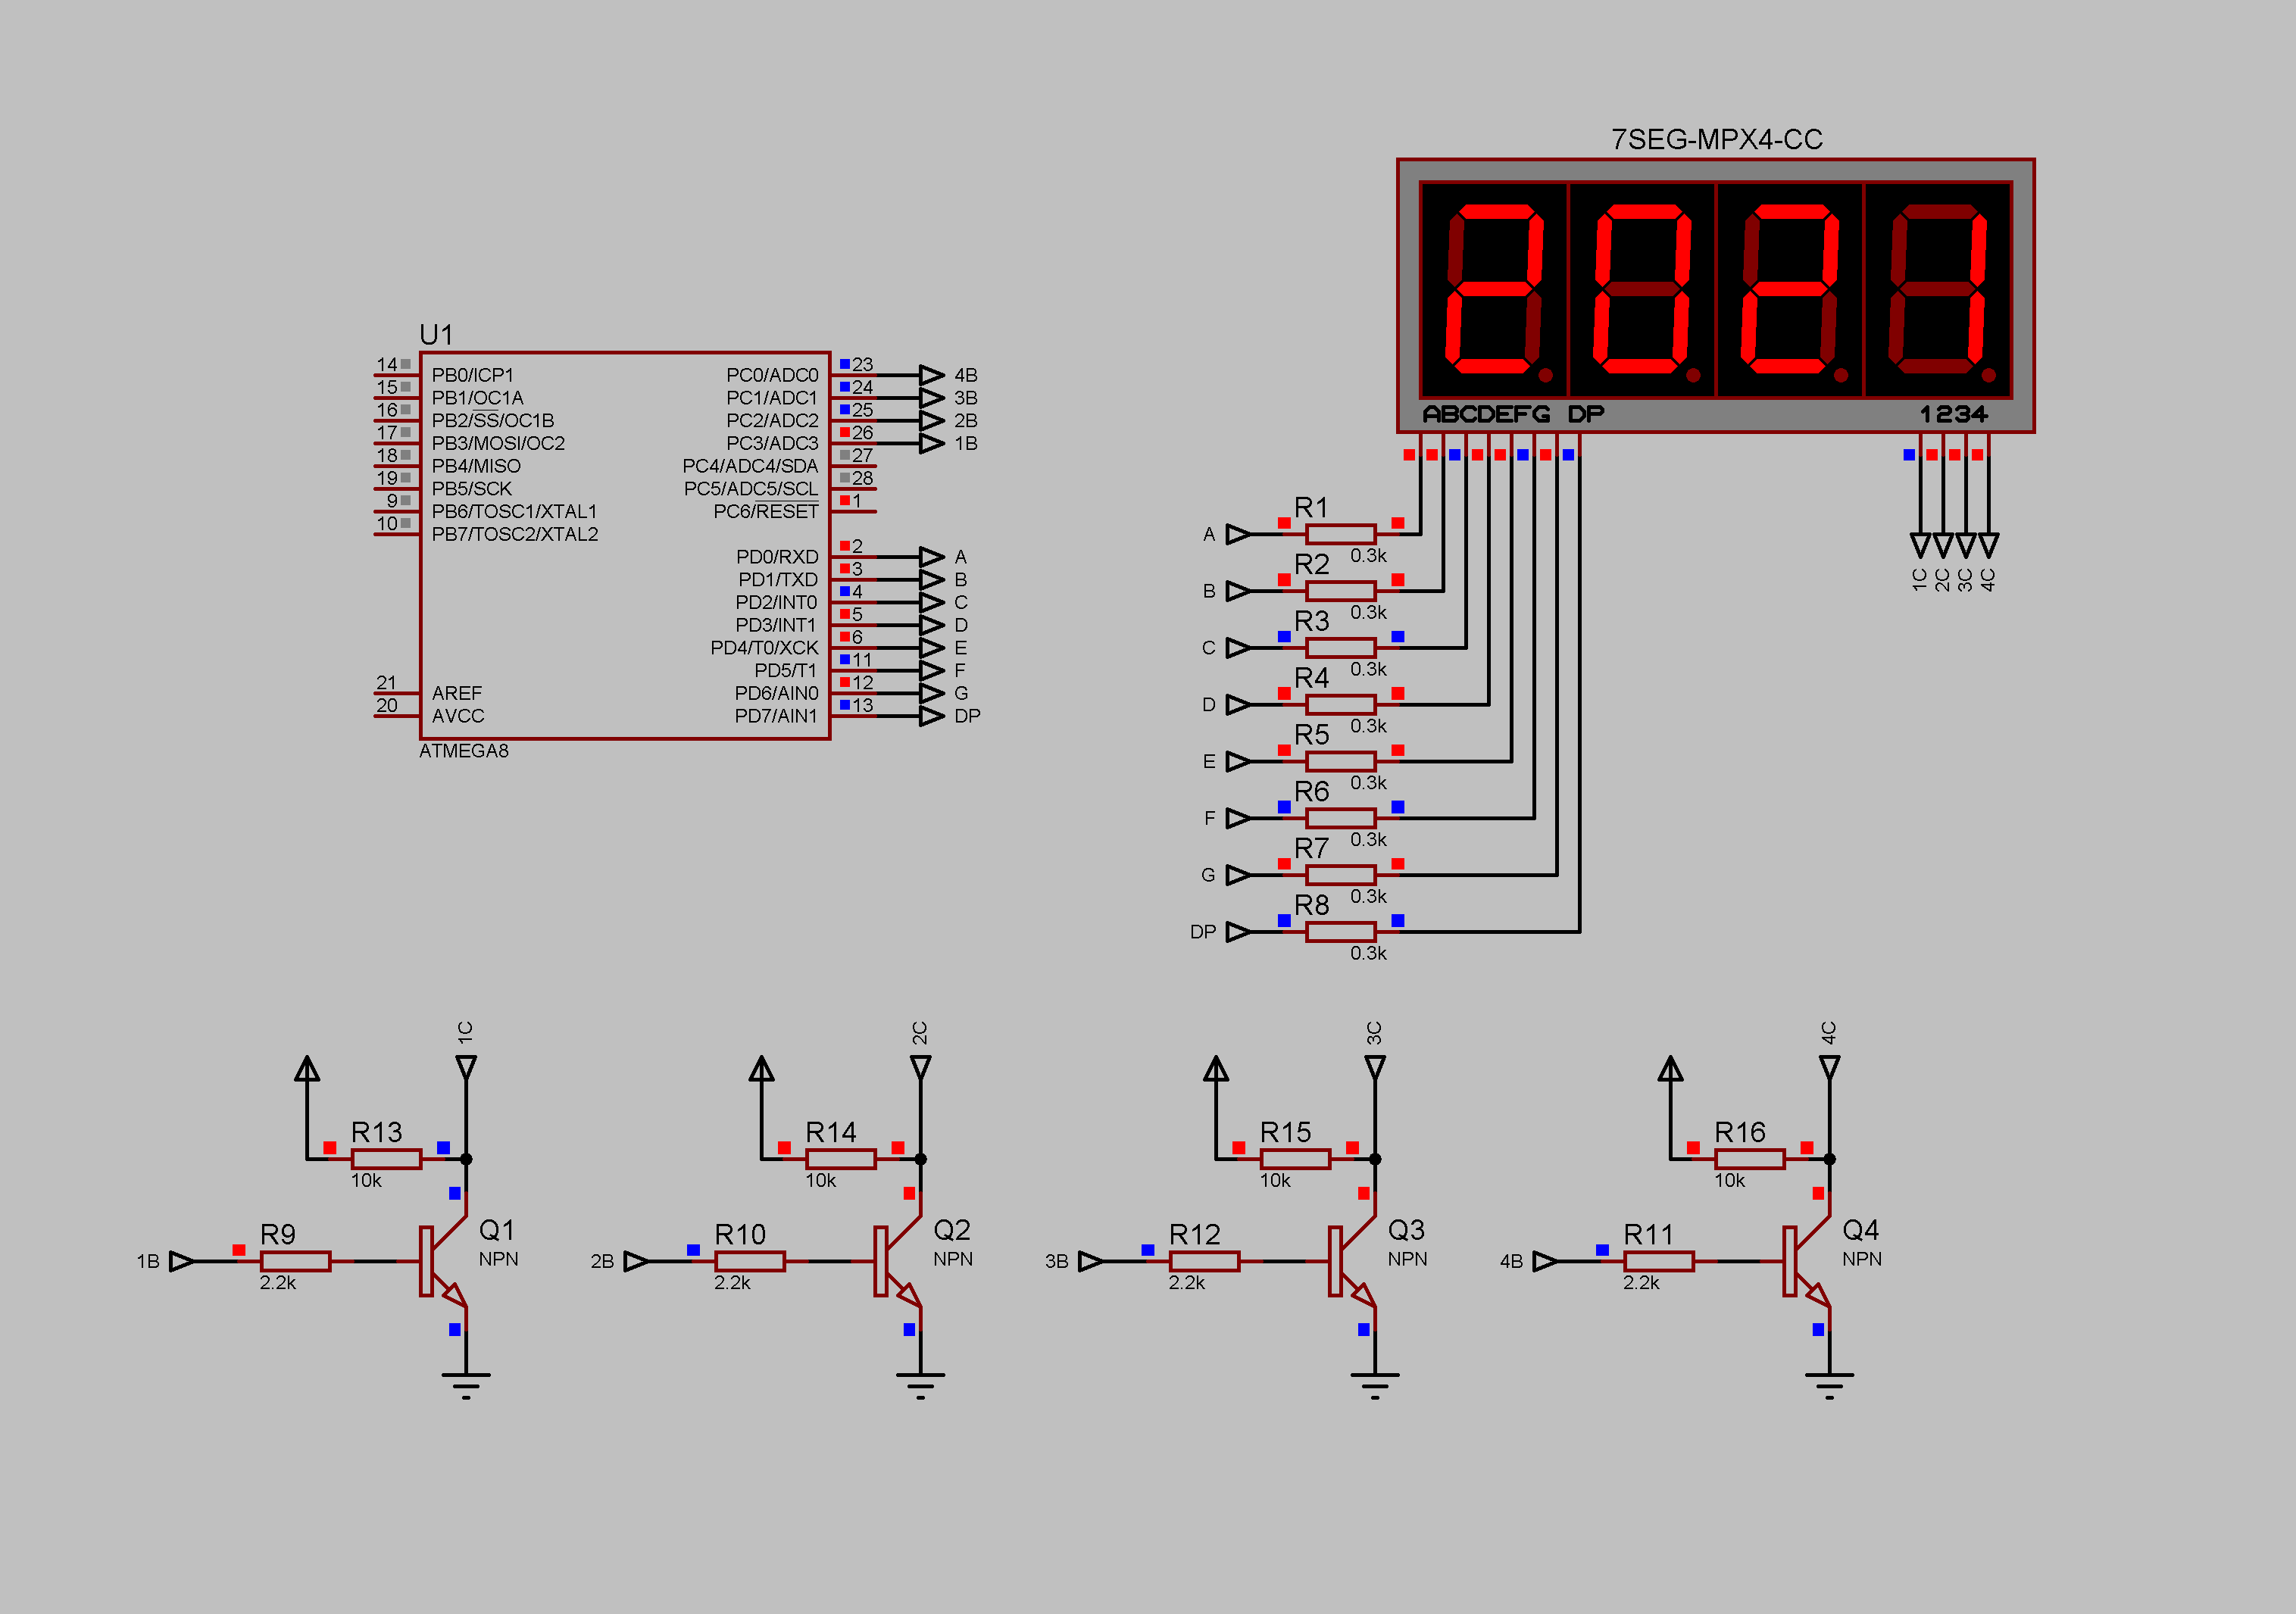 7SEG-MPX4-CC
2021
ABCDEFG DP 1234
1C 2C 3C 4C
U1
14 PB0/ICP1
15 PB1/OC1A
16 PB2/SS/OC1B
17 PB3/MOSI/OC2
18 PB4/MISO
19 PB5/SCK
9 PB6/TOSC1/XTAL1
10 PB7/TOSC2/XTAL2
21 AREF
20 AVCC
PC0/ADC0 23 4B
PC1/ADC1 24 3B
PC2/ADC2 25 2B
PC3/ADC3 26 1B
PC4/ADC4/SDA 27
PC5/ADC5/SCL 28
PC6/RESET 1
PD0/RXD 2 A
PD1/TXD 3 B
PD2/INT0 4 C
PD3/INT1 5 D
PD4/T0/XCK 6 E
PD5/T1 11 F
PD6/AIN0 12 G
PD7/AIN1 13 DP
ATMEGA8
R1
A
0.3k
R2
B
0.3k
R3
C
0.3k
R4
D
0.3k
R5
E
0.3k
R6
F
0.3k
R7
G
0.3k
R8
DP
0.3k
1C
R13
10k
R9
1B
2.2k
Q1
NPN
2C
R14
10k
R10
2B
2.2k
Q2
NPN
3C
R15
10k
R12
3B
2.2k
Q3
NPN
4C
R16
10k
R11
4B
2.2k
Q4
NPN